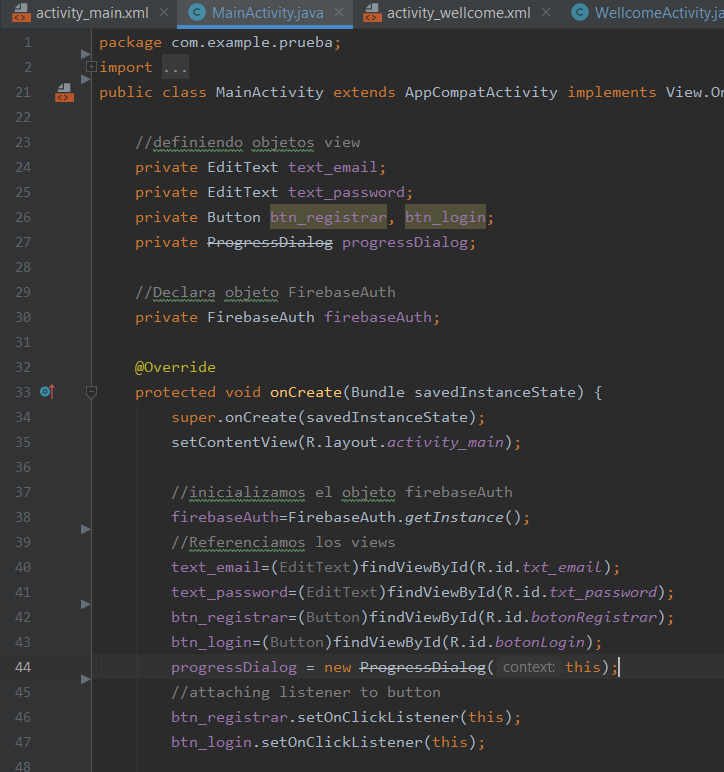 activity_main.xml MainActivity.java activity_wellcome.xml WellcomeActivity.ja
1 package com.example.prueba;
2 import ...
21 public class MainActivity extends AppCompatActivity implements View.On
22
23 //definiendo objetos view
24 private EditText text_email;
25 private EditText text_password;
26 private Button btn_registrar, btn_login;
27 private ProgressDialog progressDialog;
28
29 //Declara objeto FirebaseAuth
30 private FirebaseAuth firebaseAuth;
31
32 @Override
33 protected void onCreate(Bundle savedInstanceState) {
34 super.onCreate(savedInstanceState);
35 setContentView(R.layout.activity_main);
36
37 //inicializamos el objeto firebaseAuth
38 firebaseAuth=FirebaseAuth.getInstance();
39 //Referenciamos los views
40 text_email=(EditText)findViewById(R.id.txt_email);
41 text_password=(EditText)findViewById(R.id.txt_password);
42 btn_registrar=(Button)findViewById(R.id.botonRegistrar);
43 btn_login=(Button)findViewById(R.id.botonLogin);
44 progressDialog = new ProgressDialog( context: this);
45 //attaching listener to button
46 btn_registrar.setOnClickListener(this);
47 btn_login.setOnClickListener(this);
48